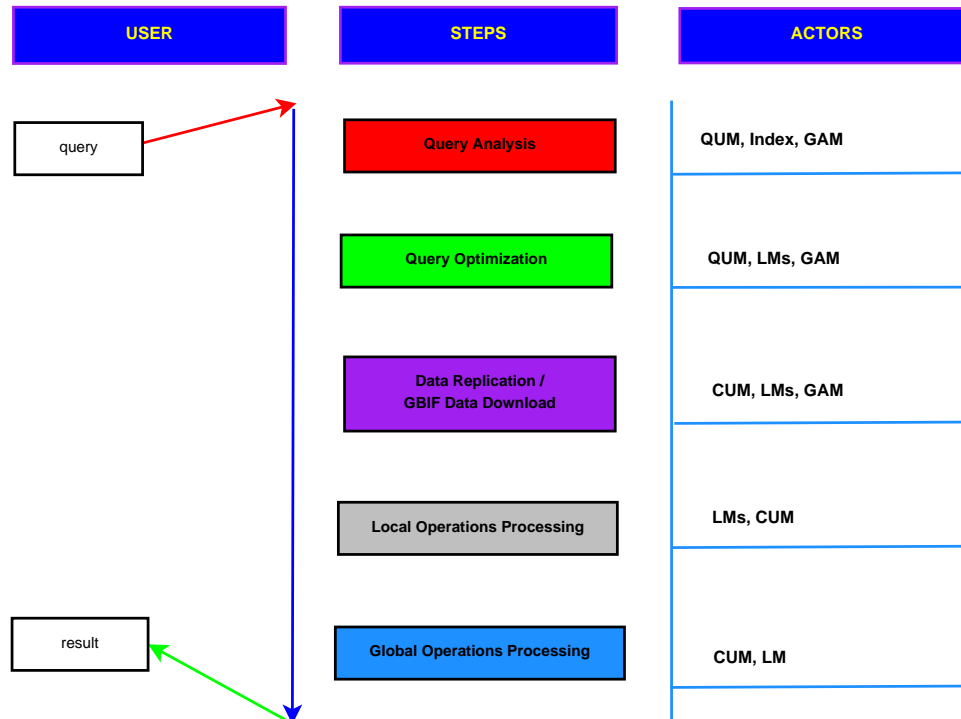 USER
STEPS
ACTORS
query
Query Analysis
QUM, Index, GAM
Query Optimization
QUM, LMs, GAM
Data Replication /
GBIF Data Download
CUM, LMs, GAM
Local Operations Processing
LMs, CUM
result
Global Operations Processing
CUM, LM